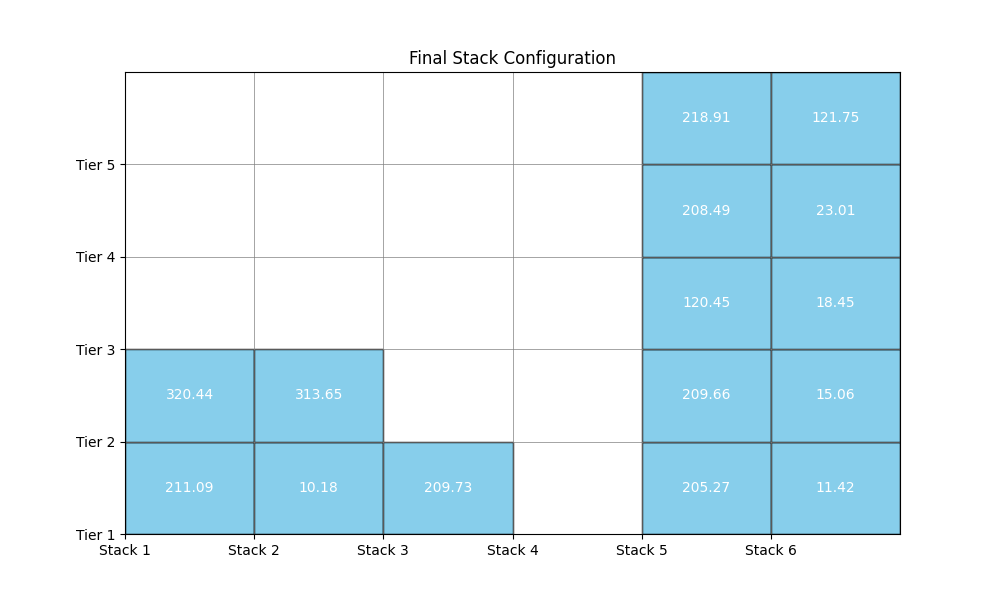 Final Stack Configuration
218.91 121.75
Tier 5
208.49 23.01
Tier 4
120.45 18.45
Tier 3
320.44 313.65 209.66 15.06
Tier 2
211.09 10.18 209.73 205.27 11.42
Tier 1
Stack 1 Stack 2 Stack 3 Stack 4 Stack 5 Stack 6